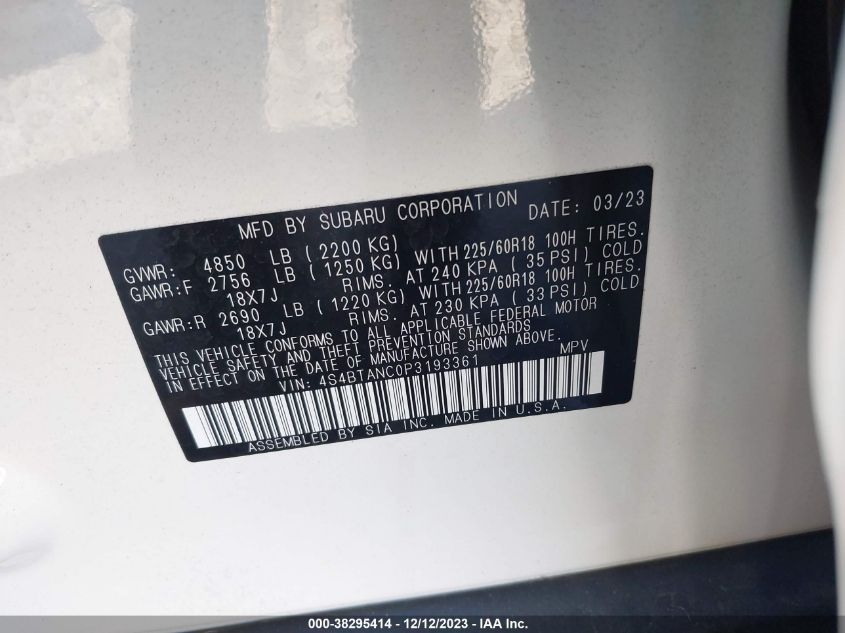 MFD BY SUBARU CORPORATION DATE: 03/23
GVWR: 4850 LB (2200 KG)
GAWR:F 2756 LB (1250 KG) WITH 225/60R18 100H TIRES.
18X7J RIMS. AT 240 KPA (35 PSI) COLD
GAWR:R 2690 LB (1220 KG) WITH 225/60R18 100H TIRES.
18X7J RIMS. AT 230 KPA (33 PSI) COLD
THIS VEHICLE CONFORMS TO ALL APPLICABLE FEDERAL MOTOR
VEHICLE SAFETY AND THEFT PREVENTION STANDARDS
IN EFFECT ON THE DATE OF MANUFACTURE SHOWN ABOVE.
VIN: 4S4BTANC0P3193361 MPV
ASSEMBLED BY SIA INC. MADE IN U.S.A.
000-38295414 - 12/12/2023 - IAA Inc.